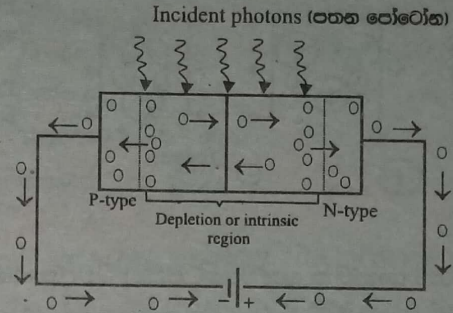 Incident photons (පතන ෆෝටෝන)
P-type
N-type
Depletion or intrinsic
region
- +